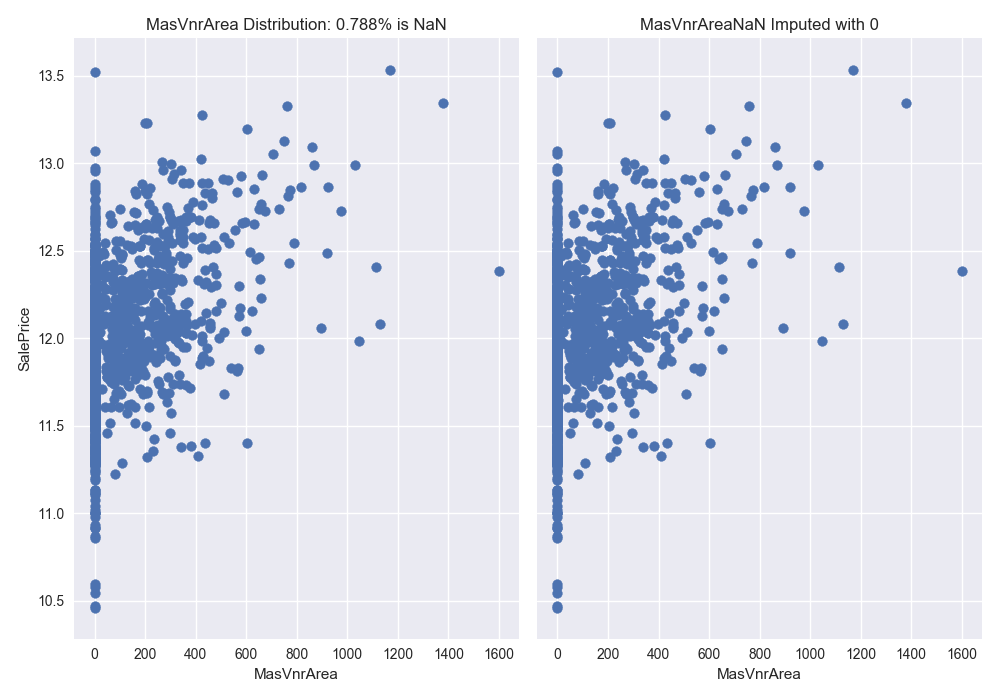 MasVnrArea Distribution: 0.788% is NaN
MasVnrAreaNaN Imputed with 0
13.5
13.0
12.5
12.0
11.5
11.0
10.5
SalePrice
0 200 400 600 800 1000 1200 1400 1600
0 200 400 600 800 1000 1200 1400 1600
MasVnrArea
MasVnrArea